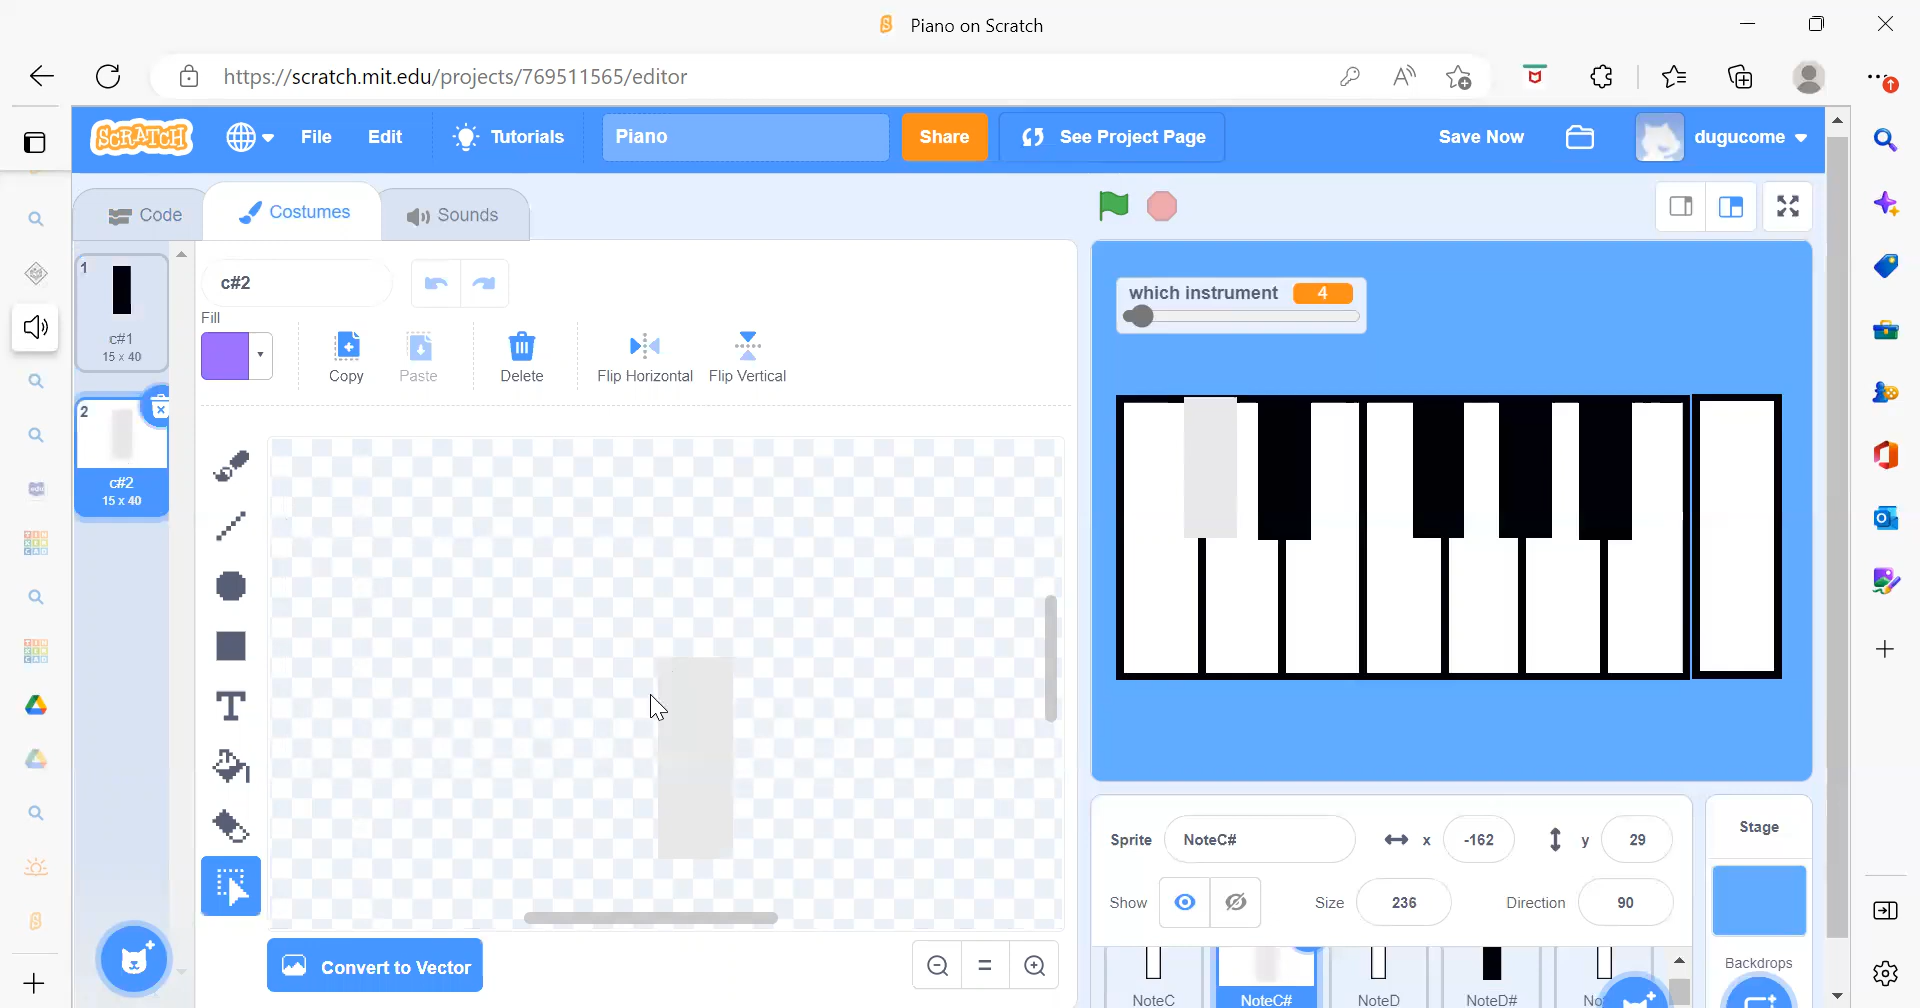 Piano on Scratch
https://scratch.mit.edu/projects/769511565/editor
SCRATCH File Edit Tutorials Piano Share See Project Page Save Now dugucome
Code Costumes Sounds
1
c#1
15 x 40
2
c#2
15 x 40
c#2
Fill
Copy Paste Delete Flip Horizontal Flip Vertical
T
Convert to Vector
which instrument 4
Sprite NoteC# x -162 y 29
Show Size 236 Direction 90
NoteC NoteC# NoteD NoteD#
Stage
Backdrops